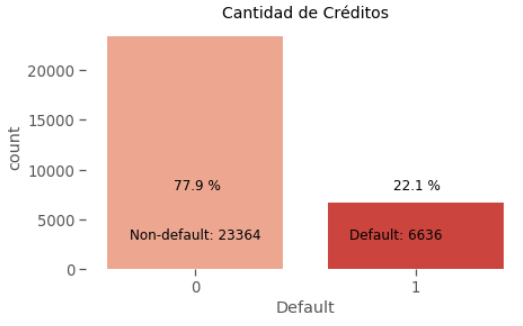 Cantidad de Créditos
20000
15000
10000
5000
0
count
77.9 %
22.1 %
Non-default: 23364
Default: 6636
0
1
Default